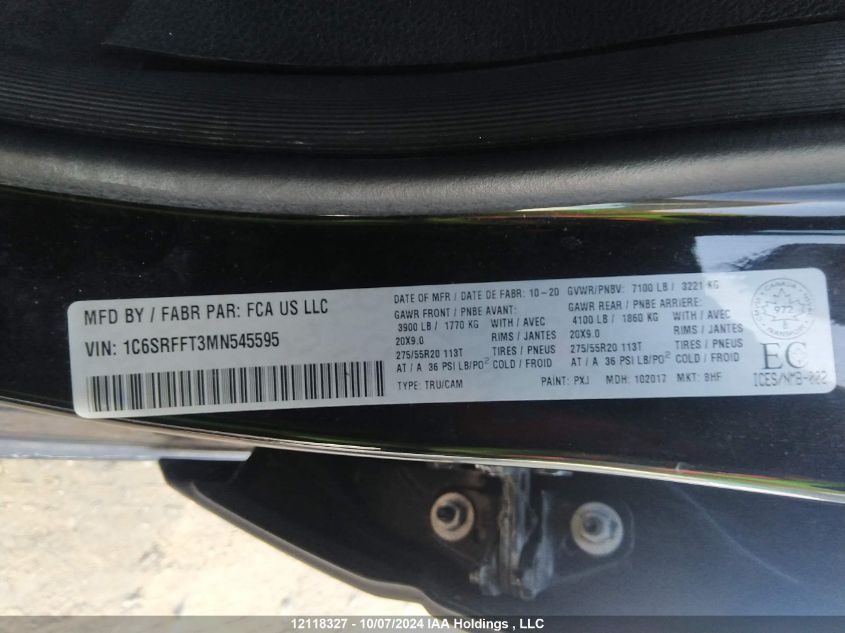 MFD BY / FABR PAR: FCA US LLC
VIN: 1C6SRFFT3MN545595
DATE OF MFR / DATE DE FABR: 10-20 GVWR/PNBV: 7100 LB / 3221 KG
GAWR FRONT / PNBE AVANT:
3900 LB / 1770 KG WITH / AVEC
20X9.0 RIMS / JANTES
275/55R20 113T TIRES / PNEUS
AT / A 36 PSI LB/PO² COLD / FROID
GAWR REAR / PNBE ARRIERE:
4100 LB / 1860 KG WITH / AVEC
20X9.0 RIMS / JANTES
275/55R20 113T TIRES / PNEUS
AT / A 36 PSI LB/PO² COLD / FROID
TYPE: TRU/CAM PAINT: PXJ MDH: 102017 MKT: 9HF
CANADA
972
TRANSPORT
EC
12118327 - 10/07/2024 IAA Holdings , LLC